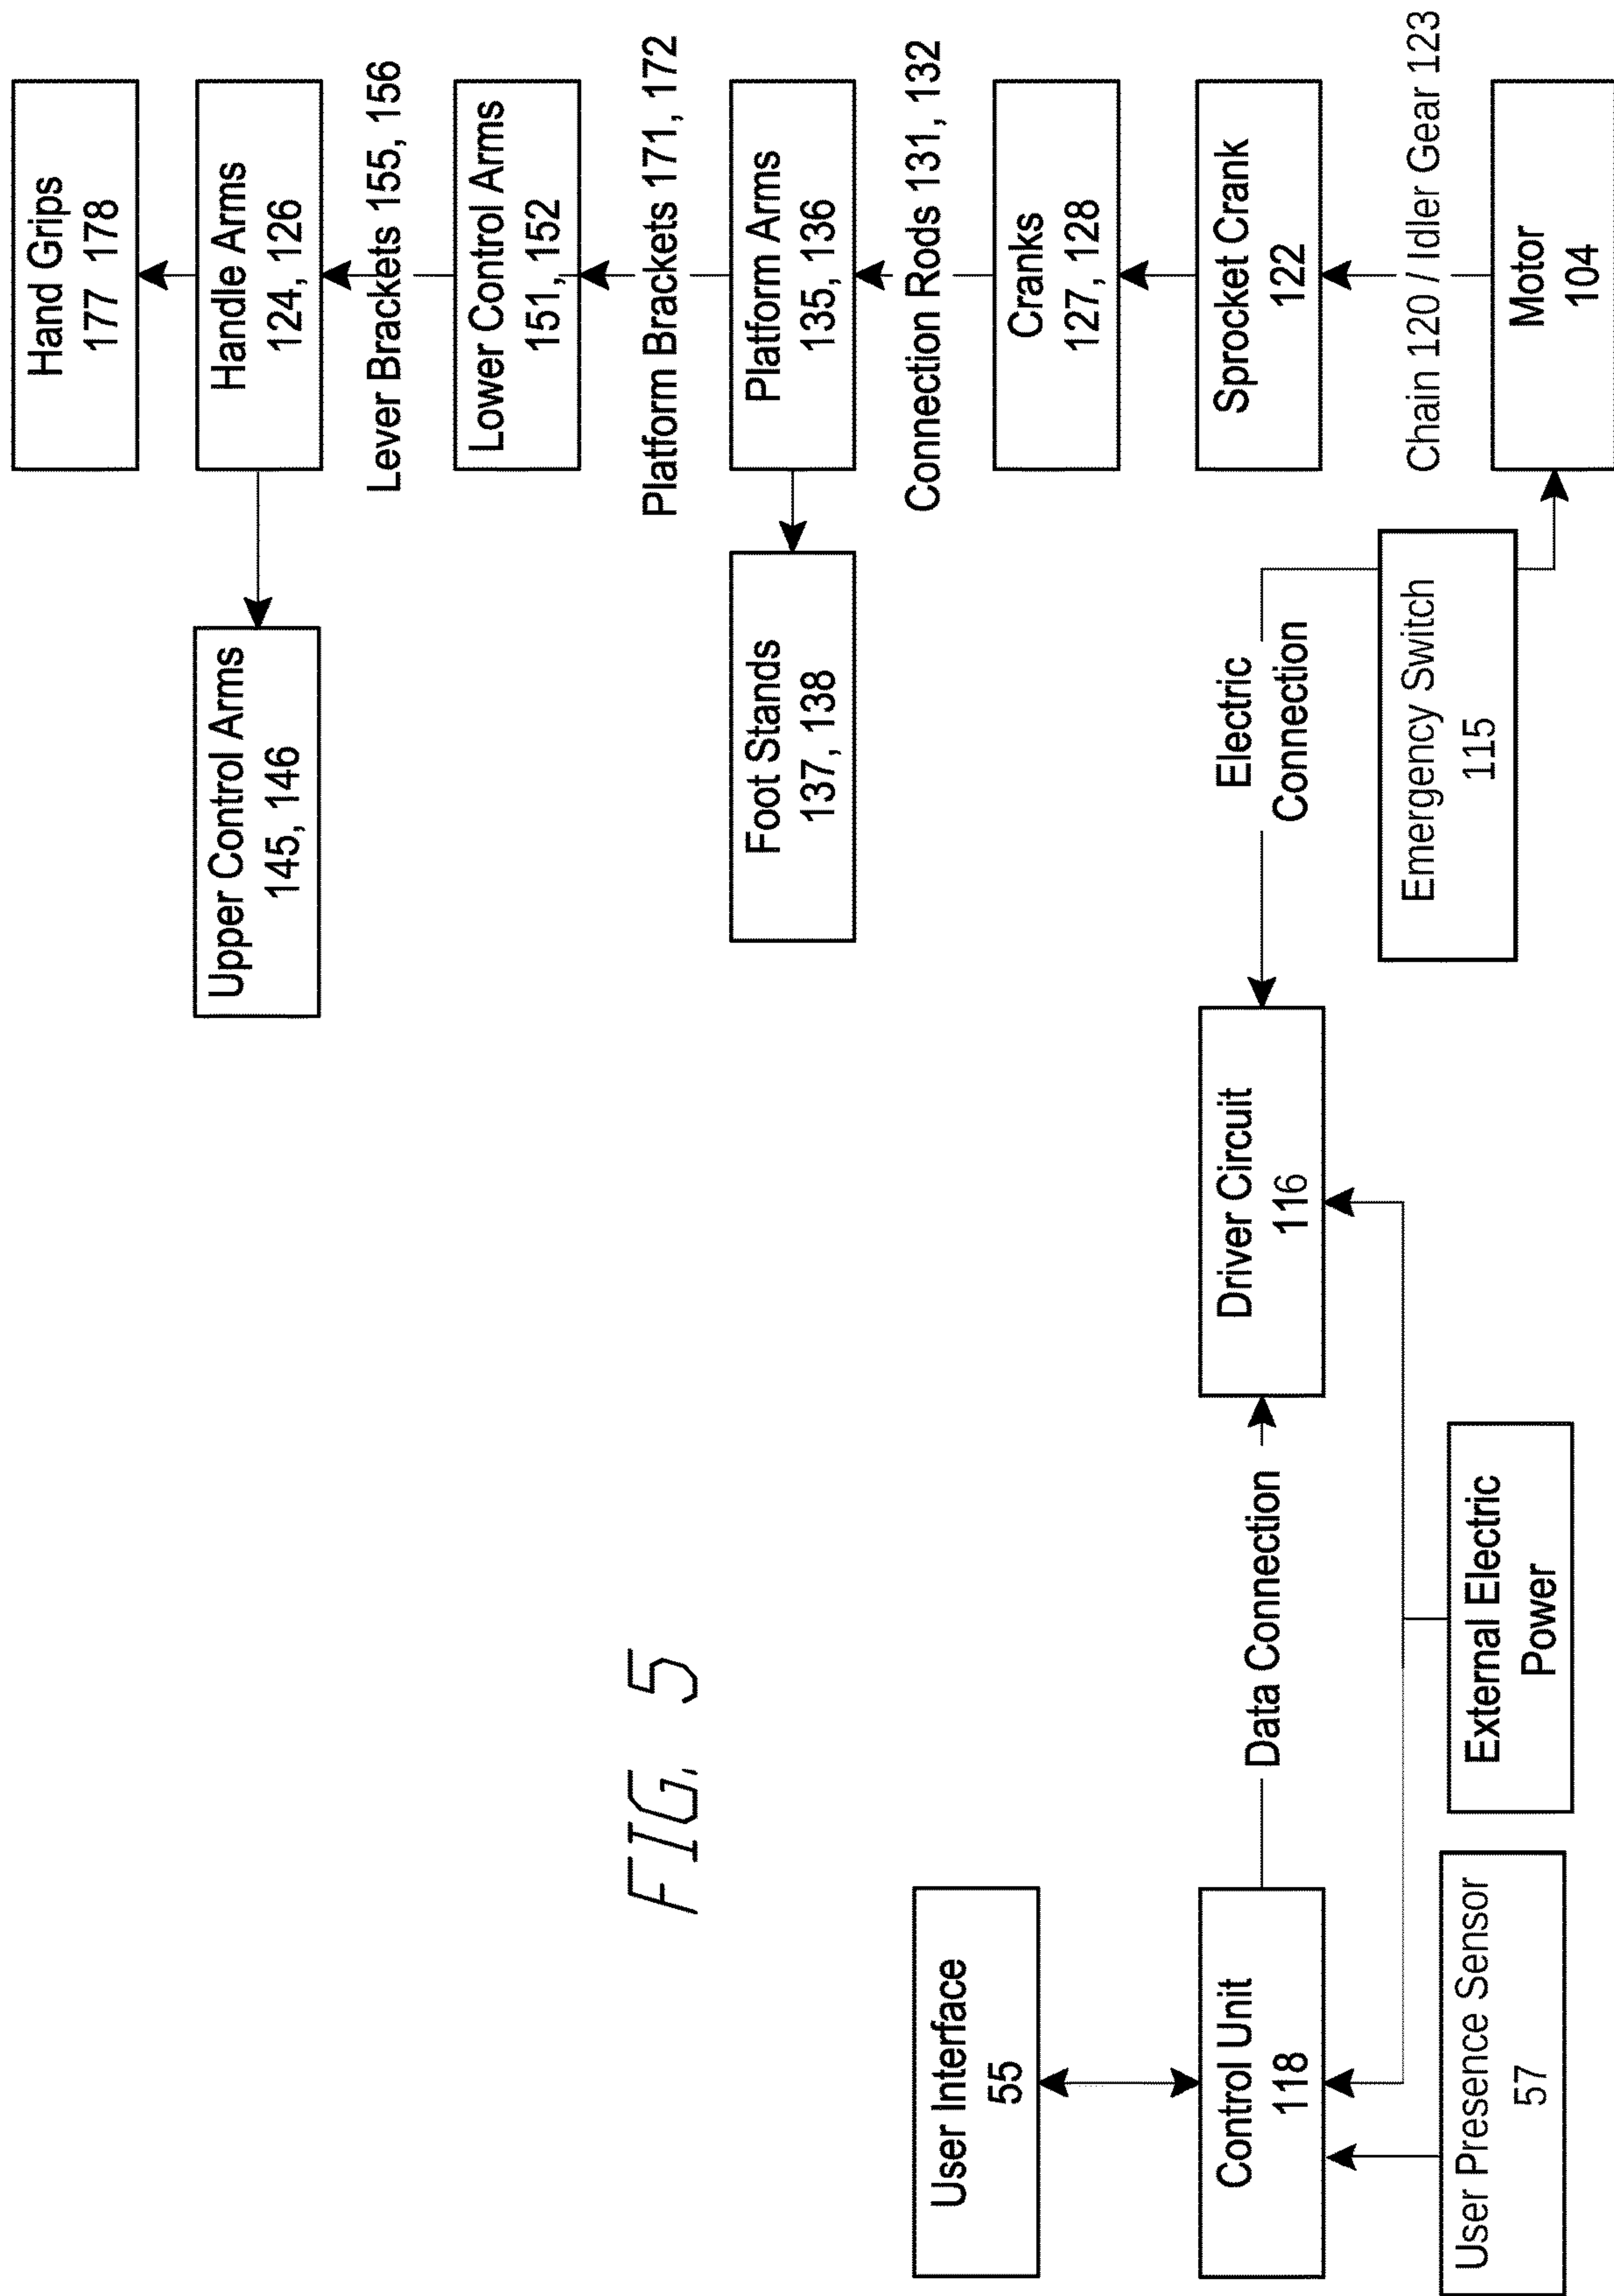 Hand Grips
177 178
Handle Arms
124, 126
Lever Brackets 155, 156
Upper Control Arms
145, 146
Lower Control Arms
151, 152
Platform Brackets 171, 172
Platform Arms
135, 136
Foot Stands
137, 138
Connection Rods 131, 132
Cranks
127, 128
Sprocket Crank
122
Chain 120 / Idler Gear 123
Motor
104
Electric
Connection
Emergency Switch
115
Driver Circuit
116
Data Connection
External Electric
Power
User Interface
55
Control Unit
118
User Presence Sensor
57
FIG. 5